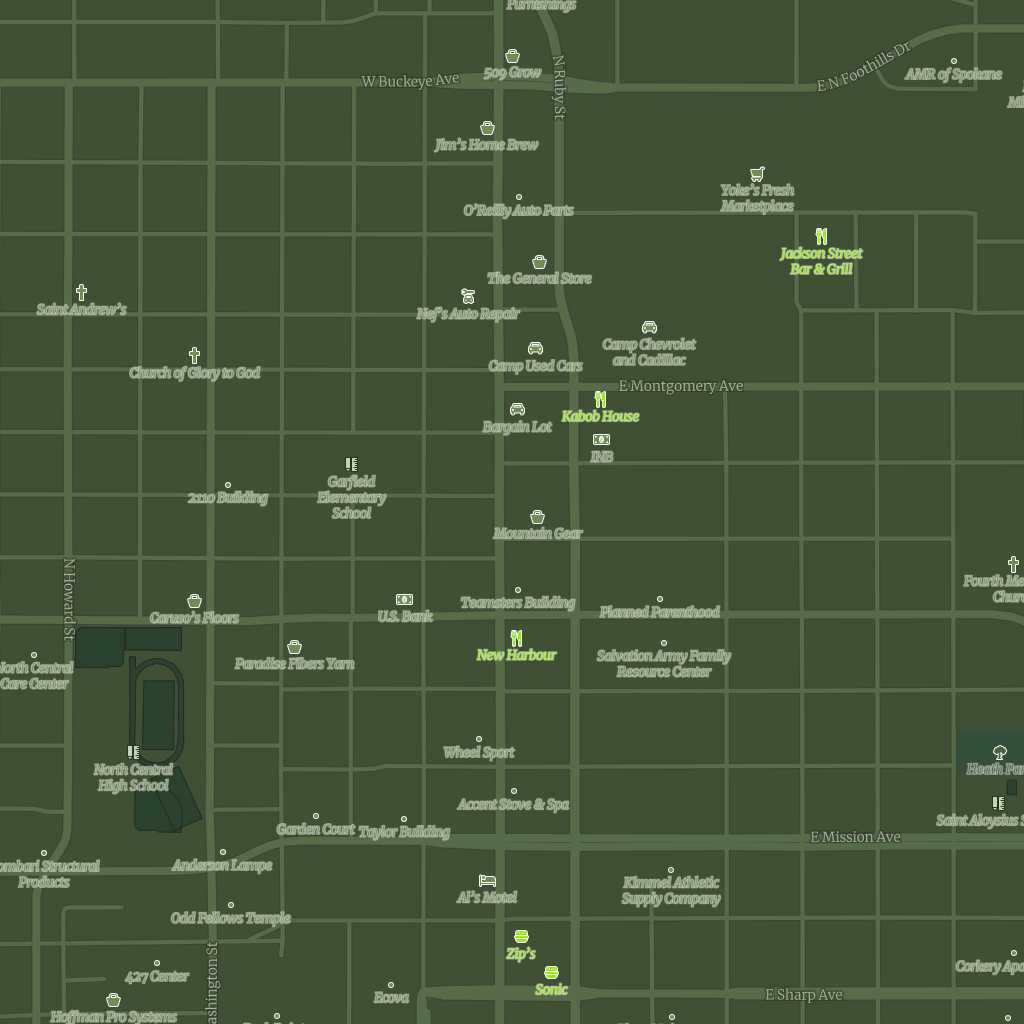 Furnishings
509 Grow
W Buckeye Ave
N Ruby St
E N Foothills Dr
AMR of Spokane
Jim's Home Brew
Yoke's Fresh
Marketplace
O'Reilly Auto Parts
Jackson Street
Bar & Grill
The General Store
Saint Andrew's
Nef's Auto Repair
Camp Chevrolet
and Cadillac
Camp Used Cars
Church of Glory to God
E Montgomery Ave
Kabob House
Bargain Lot
INB
Garfield
Elementary
School
2110 Building
Mountain Gear
N Howard St
Fourth Me
Chur
Teamsters Building
Planned Parenthood
Caruso's Floors
U.S. Bank
New Harbour
Paradise Fibers Yarn
Salvation Army Family
Resource Center
North Central
Care Center
Wheel Sport
North Central
High School
Heath Par
Accent Stove & Spa
Saint Aloysius S
Garden Court
Taylor Building
E Mission Ave
ombari Structural
Products
Anderson Lampe
Kimmel Athletic
Supply Company
Al's Motel
Odd Fellows Temple
Zip's
ashington St
427 Center
Corkery Apa
Sonic
Ecova
E Sharp Ave
Hoffman Pro Systems